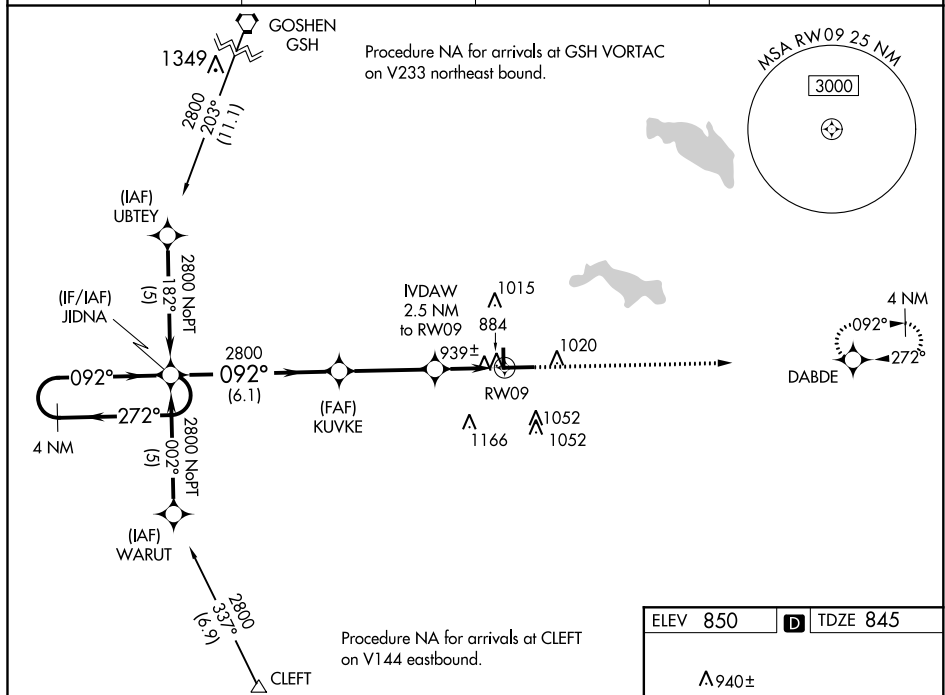 GOSHEN
GSH
1349
Procedure NA for arrivals at GSH VORTAC
on V233 northeast bound.
MSA RW09 25 NM
3000
2800
203°
(11.1)
(IAF)
UBTEY
2800 NoPT
182°
(5)
(IF/IAF)
JIDNA
IVDAW
2.5 NM
to RW09
1015
884
939±
1020
4 NM
092°
272°
DABDE
092°
2800
092°
(6.1)
272°
4 NM
(FAF)
KUVKE
RW09
1166
1052
1052
2800 NoPT
002°
(5)
(IAF)
WARUT
2800
337°
(6.9)
CLEFT
Procedure NA for arrivals at CLEFT
on V144 eastbound.
ELEV 850
D
TDZE 845
940±